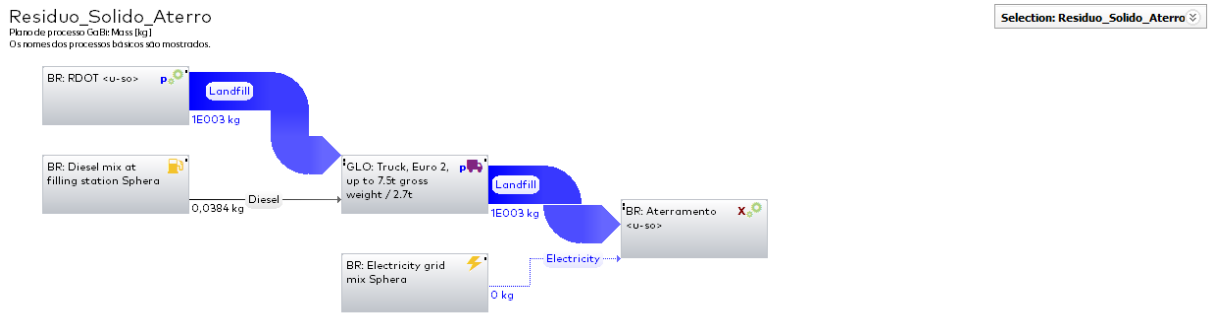 Residuo_Solido_Aterro
Plano de processo GaBi: Mass [kg]
Os nomes dos processos básicos são mostrados.
Selection: Residuo_Solido_Aterro
BR: RDOT <u-so>
p
Landfill
1E003 kg
BR: Diesel mix at
filling station Sphera
Diesel
0,0384 kg
GLO: Truck, Euro 2,
up to 7.5t gross
weight / 2.7t
p
Landfill
1E003 kg
BR: Aterramento
<u-so>
X
BR: Electricity grid
mix Sphera
Electricity
0 kg